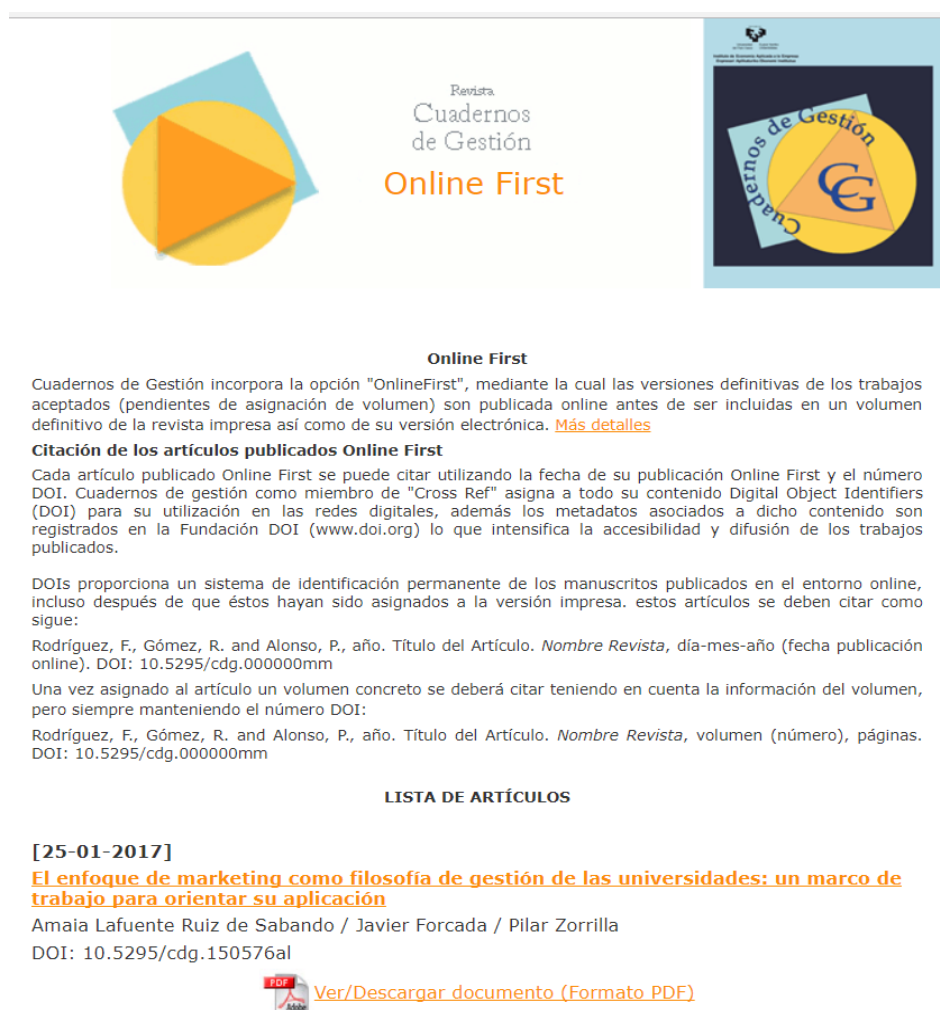 Revista
Cuadernos
de Gestión
Online First
Cuadernos de Gestión
CG
Online First
Cuadernos de Gestión incorpora la opción "OnlineFirst", mediante la cual las versiones definitivas de los trabajos
aceptados (pendientes de asignación de volumen) son publicada online antes de ser incluidas en un volumen
definitivo de la revista impresa así como de su versión electrónica. Más detalles
Citación de los artículos publicados Online First
Cada artículo publicado Online First se puede citar utilizando la fecha de su publicación Online First y el número
DOI. Cuadernos de gestión como miembro de "Cross Ref" asigna a todo su contenido Digital Object Identifiers
(DOI) para su utilización en las redes digitales, además los metadatos asociados a dicho contenido son
registrados en la Fundación DOI (www.doi.org) lo que intensifica la accesibilidad y difusión de los trabajos
publicados.
DOIs proporciona un sistema de identificación permanente de los manuscritos publicados en el entorno online,
incluso después de que éstos hayan sido asignados a la versión impresa. estos artículos se deben citar como
sigue:
Rodríguez, F., Gómez, R. and Alonso, P., año. Título del Artículo. Nombre Revista, día-mes-año (fecha publicación
online). DOI: 10.5295/cdg.000000mm
Una vez asignado al artículo un volumen concreto se deberá citar teniendo en cuenta la información del volumen,
pero siempre manteniendo el número DOI:
Rodríguez, F., Gómez, R. and Alonso, P., año. Título del Artículo. Nombre Revista, volumen (número), páginas.
DOI: 10.5295/cdg.000000mm
LISTA DE ARTÍCULOS
[25-01-2017]
El enfoque de marketing como filosofía de gestión de las universidades: un marco de
trabajo para orientar su aplicación
Amaia Lafuente Ruiz de Sabando / Javier Forcada / Pilar Zorrilla
DOI: 10.5295/cdg.150576al
PDF
Adobe
Ver/Descargar documento (Formato PDF)